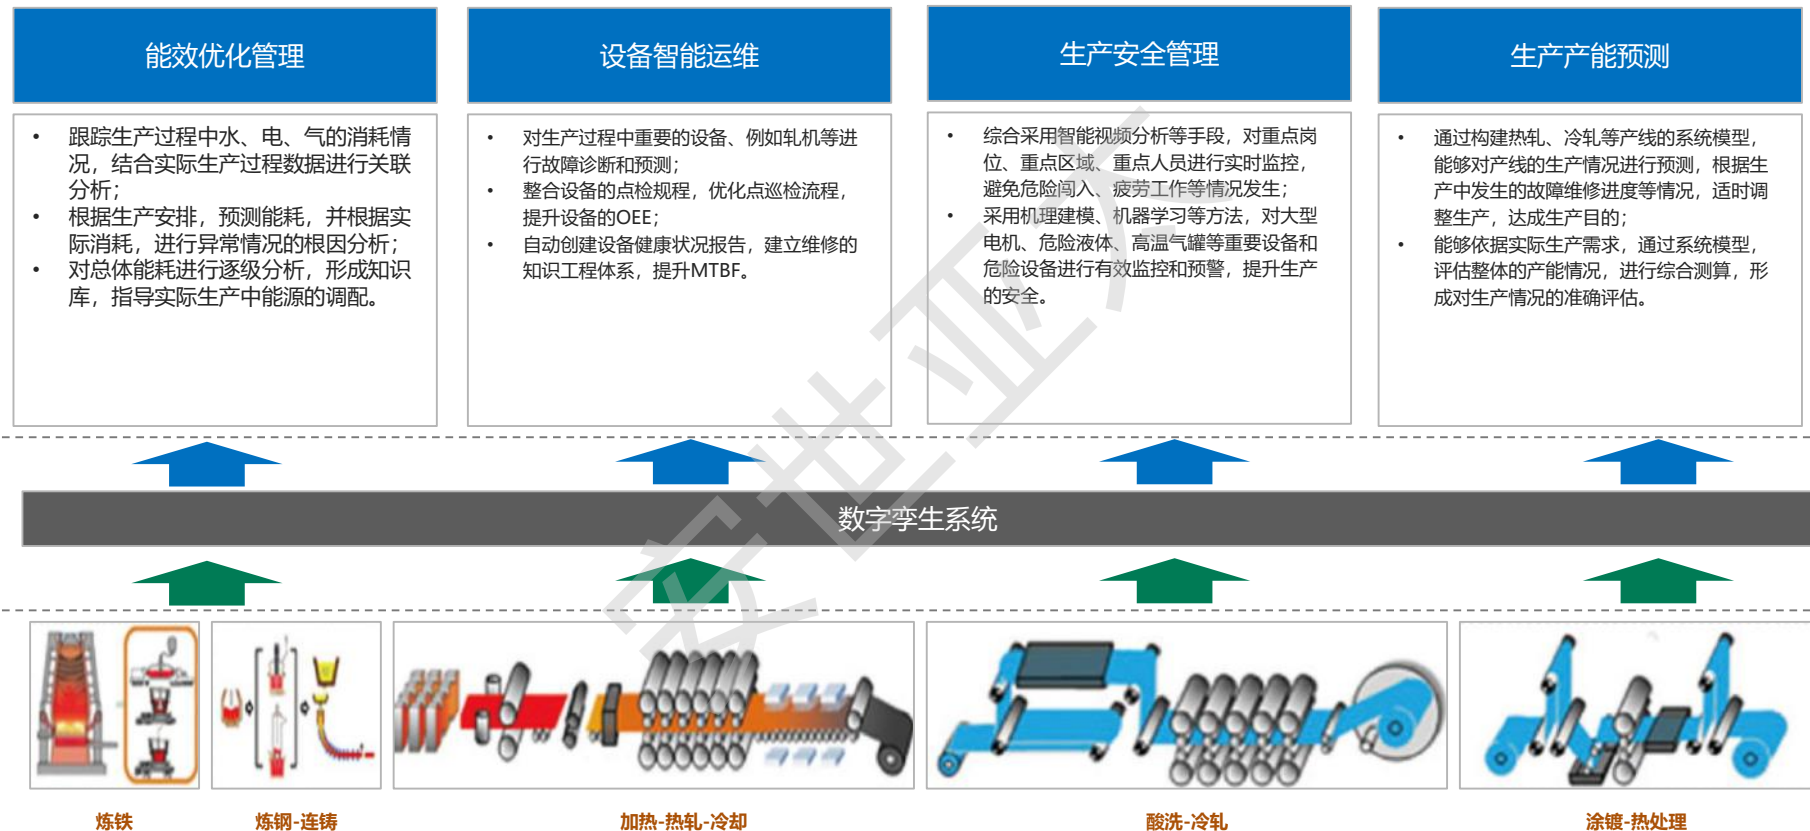 能效优化管理
设备智能运维
生产安全管理
生产产能预测
• 跟踪生产过程中水、电、气的消耗情
况，结合实际生产过程数据进行关联
分析；
• 根据生产安排，预测能耗，并根据实
际消耗，进行异常情况的根因分析；
• 对总体能耗进行逐级分析，形成知识
库，指导实际生产中能源的调配。
• 对生产过程中重要的设备、例如轧机等进
行故障诊断和预测；
• 整合设备的点检规程，优化点巡检流程，
提升设备的OEE；
• 自动创建设备健康状况报告，建立维修的
知识工程体系，提升MTBF。
• 综合采用智能视频分析等手段，对重点岗
位、重点区域、重点人员进行实时监控，
避免危险闯入、疲劳工作等情况发生；
• 采用机理建模、机器学习等方法，对大型
电机、危险液体、高温气罐等重要设备和
危险设备进行有效监控和预警，提升生产
的安全。
• 通过构建热轧、冷轧等产线的系统模型，
能够对产线的生产情况进行预测，根据生
产中发生的故障维修进度等情况，适时调
整生产，达成生产目的；
• 能够依据实际生产需求，通过系统模型，
评估整体的产能情况，进行综合测算，形
成对生产情况的准确评估。
数字孪生系统
炼铁
炼钢-连铸
加热-热轧-冷却
酸洗-冷轧
涂镀-热处理
安世亚太